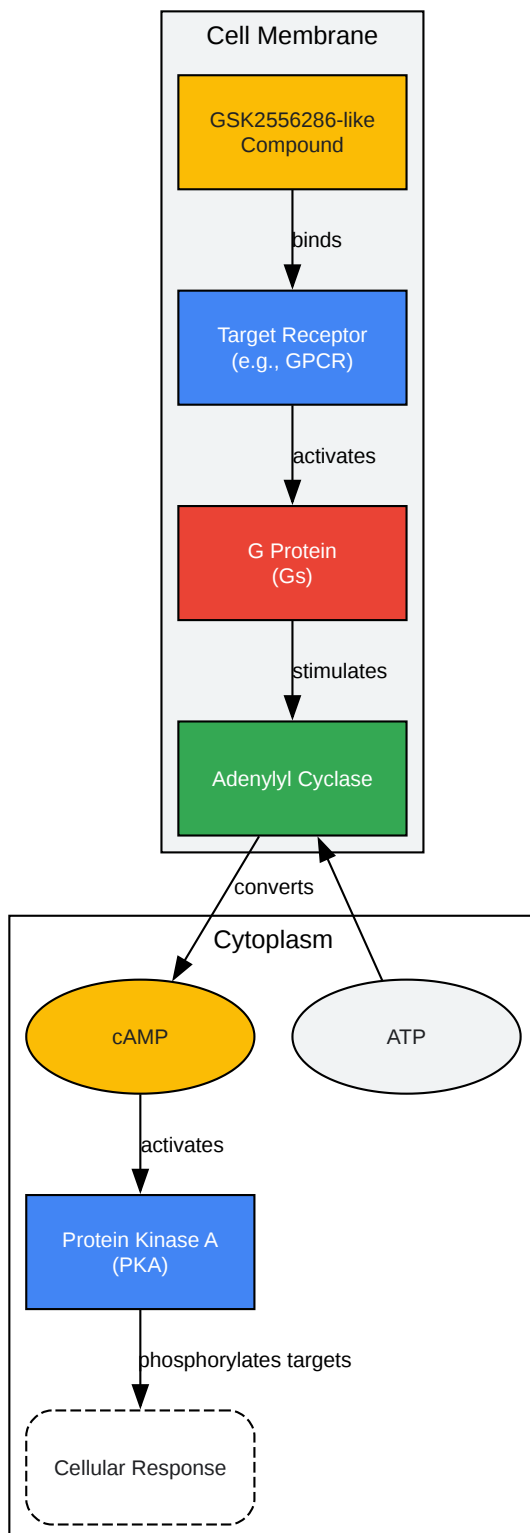 Cell Membrane
GSK2556286-like
Compound
binds
Target Receptor
(e.g., GPCR)
activates
G Protein
(Gs)
stimulates
Adenylyl Cyclase
converts
Cytoplasm
cAMP
ATP
activates
Protein Kinase A
(PKA)
phosphorylates targets
Cellular Response